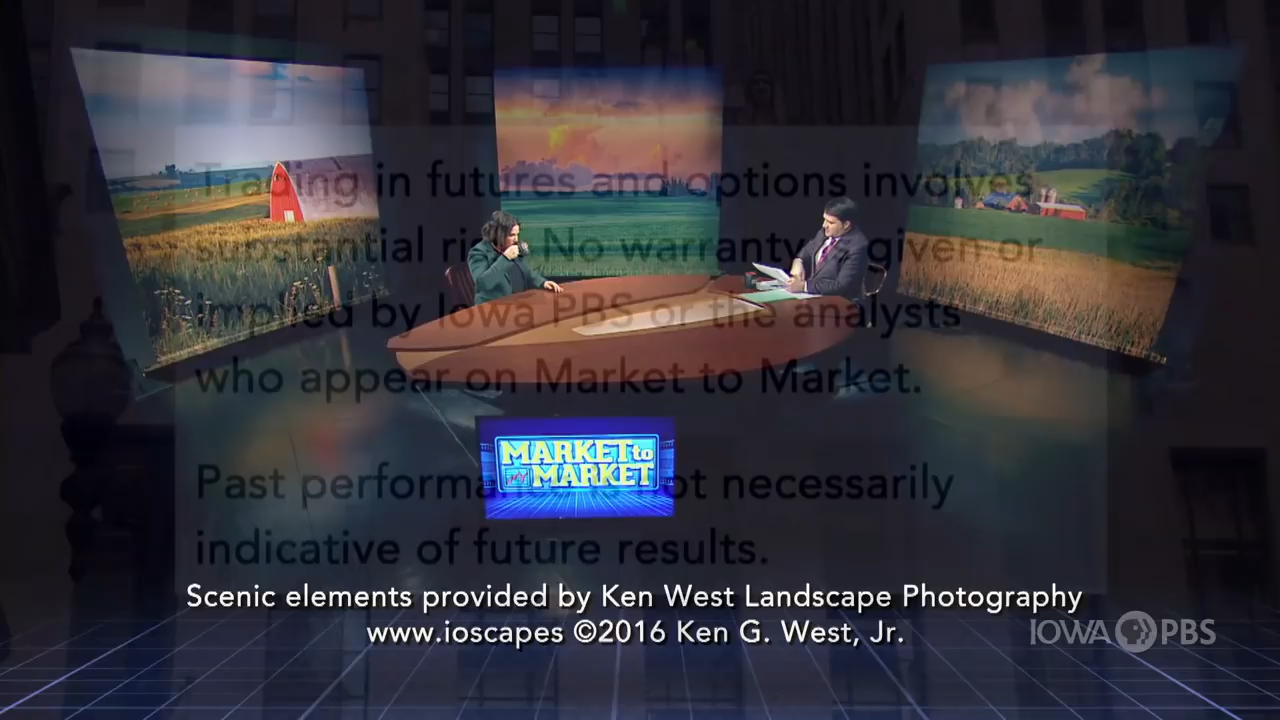 Trading in futures and options involves
substantial risk. No warranty is given or
implied by Iowa PBS or the analysts
who appear on Market to Market.
MARKET to
MARKET
Past performance is not necessarily
indicative of future results.
Scenic elements provided by Ken West Landscape Photography
www.ioscapes ©2016 Ken G. West, Jr.
IOWA PBS